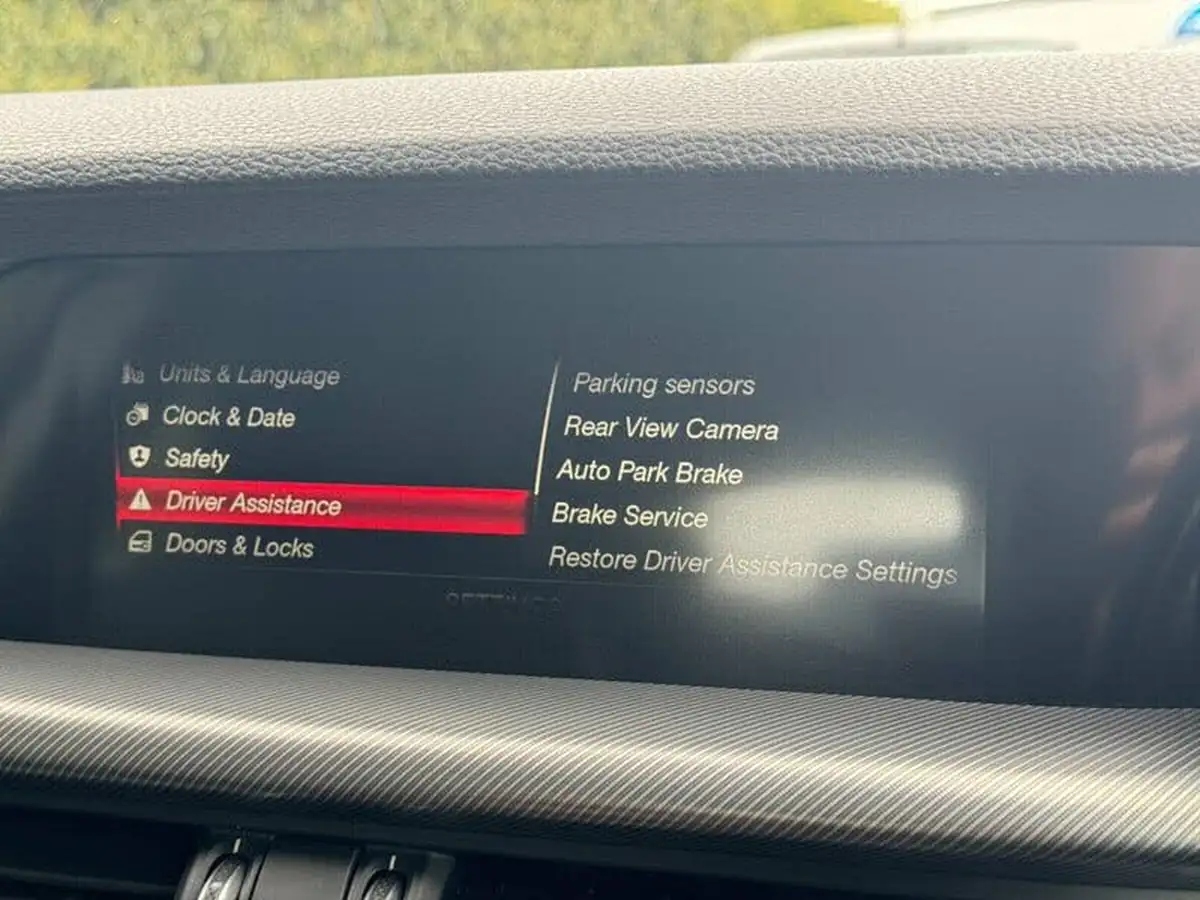 Units & Language
Clock & Date
Safety
Driver Assistance
Doors & Locks
Parking sensors
Rear View Camera
Auto Park Brake
Brake Service
Restore Driver Assistance Settings
SETTINGS